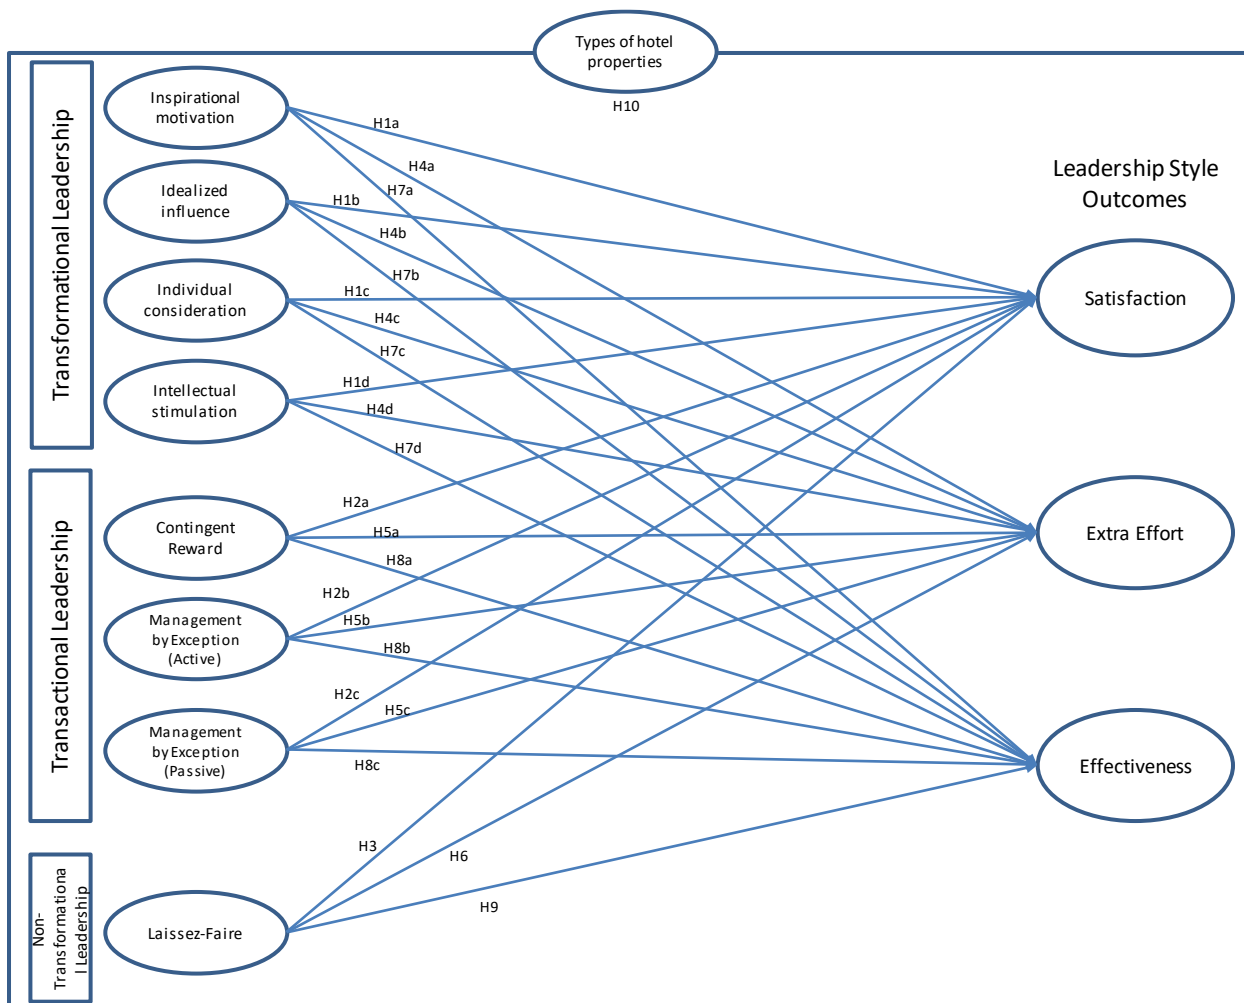 Types of hotel
properties
H10
Transformational Leadership
Inspirational
motivation
Idealized
influence
Individual
consideration
Intellectual
stimulation
H1a
H4a
H7a
H1b
H4b
H7b
H1c
H4c
H7c
H1d
H4d
H7d
Leadership Style
Outcomes
Satisfaction
Extra Effort
Effectiveness
Transactional Leadership
Contingent
Reward
Management
by Exception
(Active)
Management
by Exception
(Passive)
H2a
H5a
H8a
H2b
H5b
H8b
H2c
H5c
H8c
Non-
Transformationa
l Leadership
Laissez-Faire
H3
H6
H9